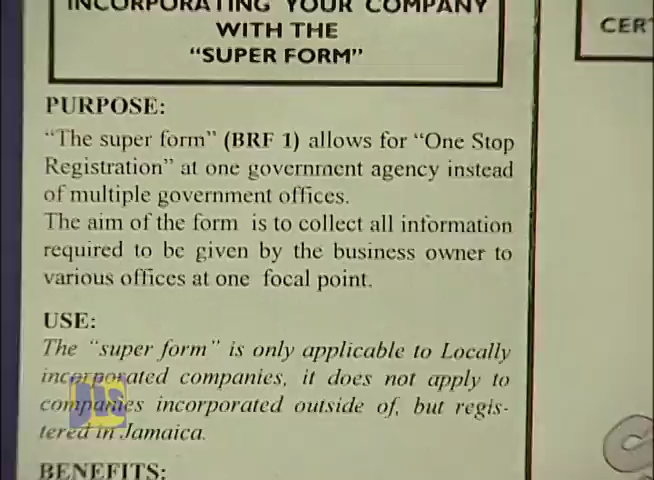 INCORPORATING YOUR COMPANY
WITH THE
“SUPER FORM”
PURPOSE:
“The super form” (BRF 1) allows for “One Stop
Registration” at one government agency instead
of multiple government offices.
The aim of the form is to collect all information
required to be given by the business owner to
various offices at one focal point.
USE:
The “super form” is only applicable to Locally
incorporated companies, it does not apply to
companies incorporated outside of, but regis-
tered in Jamaica.
BENEFITS:
CERT
JIS